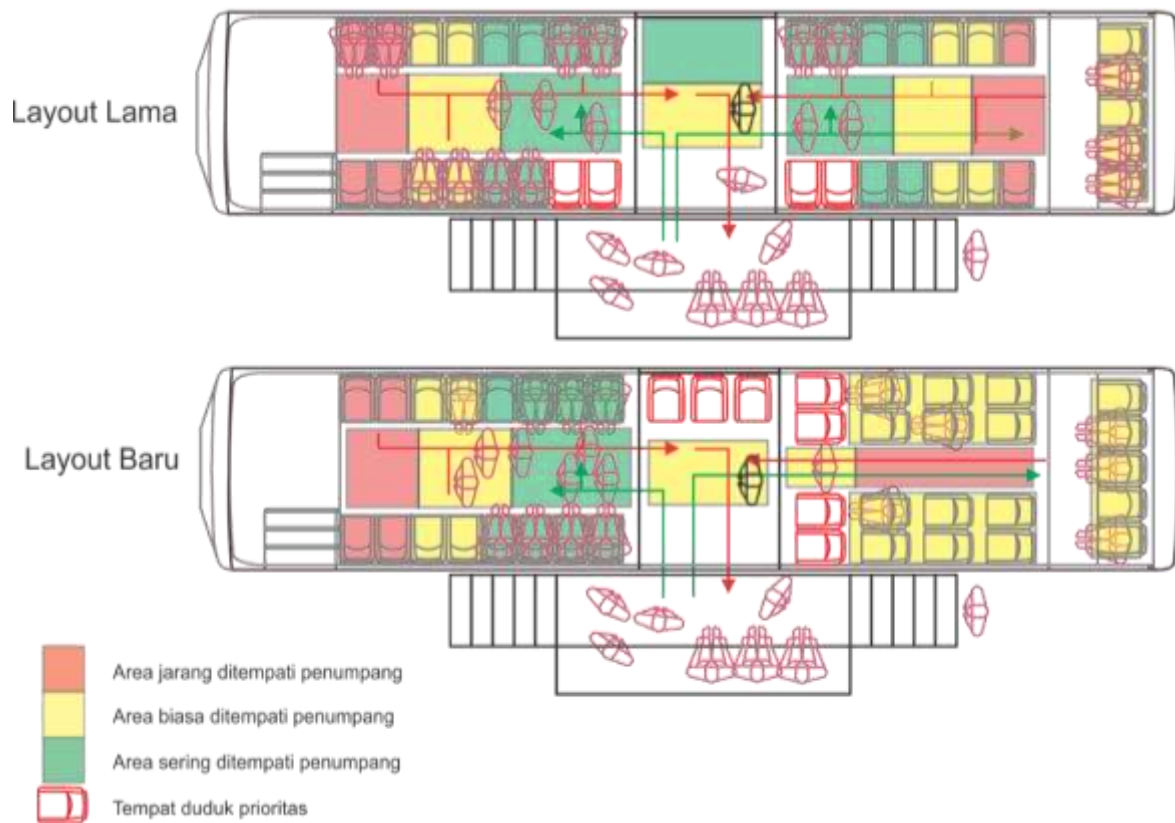 Layout Lama
Layout Baru
Area jarang ditempati penumpang
Area biasa ditempati penumpang
Area sering ditempati penumpang
Tempat duduk prioritas